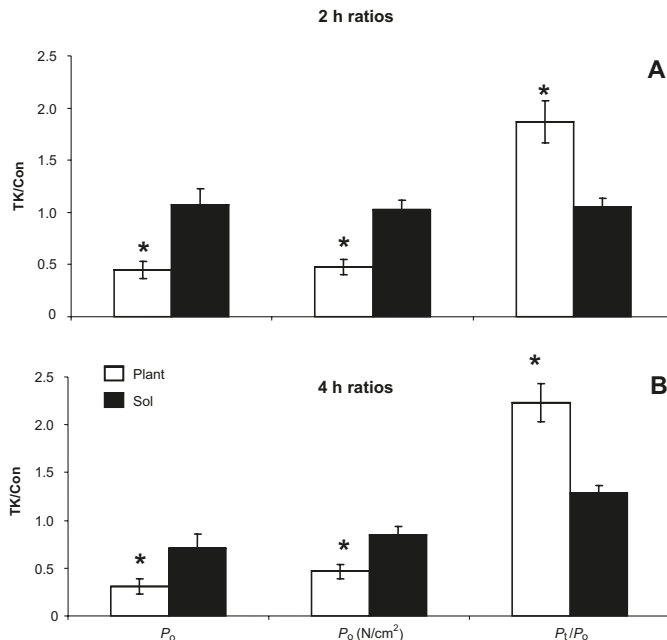 2 h ratios
A
2.5
2.0
1.5
1.0
0.5
0
TK/Con
*
*
*
Plant
Sol
4 h ratios
B
2.5
2.0
1.5
1.0
0.5
0
TK/Con
*
*
*
Po
Po (N/cm²)
Pt/Po